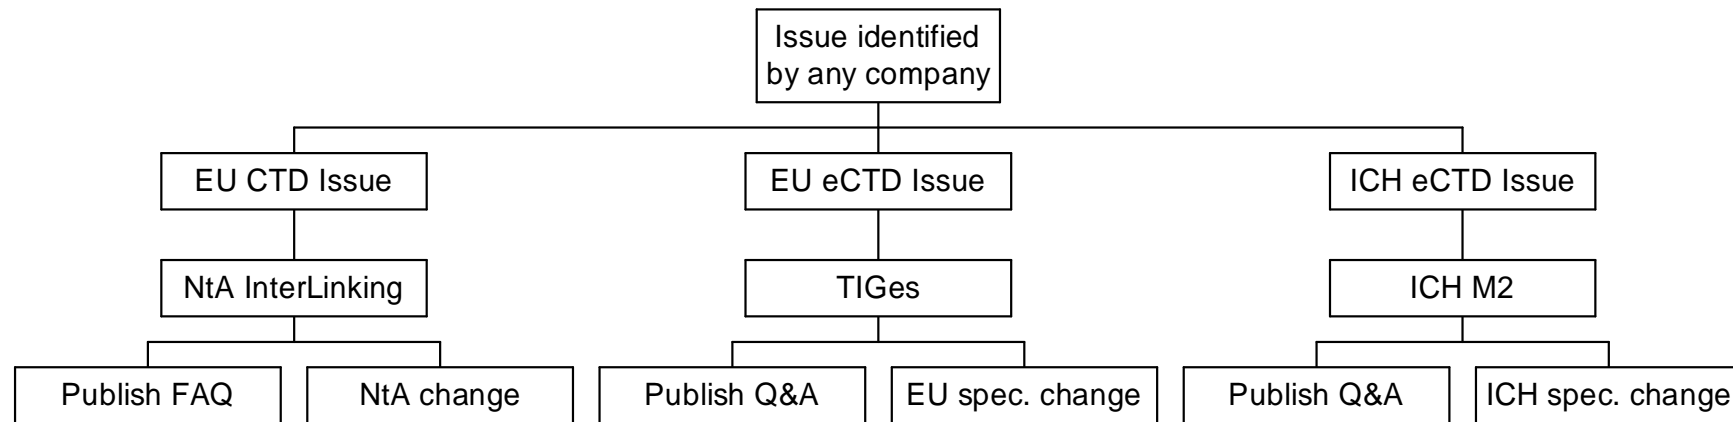 Issue identified
by any company
EU CTD Issue
EU eCTD Issue
ICH eCTD Issue
NtA InterLinking
TIGes
ICH M2
Publish FAQ
NtA change
Publish Q&A
EU spec. change
Publish Q&A
ICH spec. change